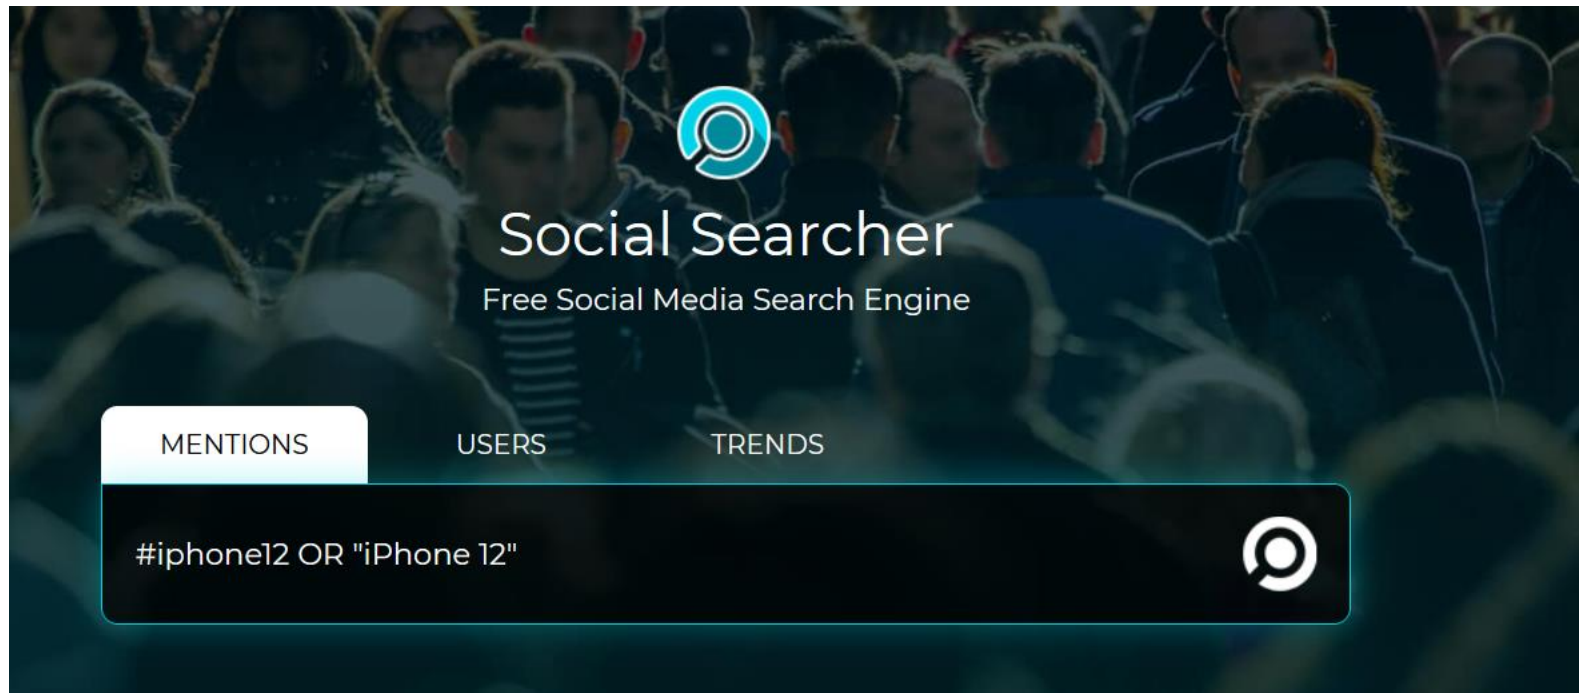 Social Searcher
Free Social Media Search Engine
MENTIONS USERS TRENDS
#iphone12 OR "iPhone 12"